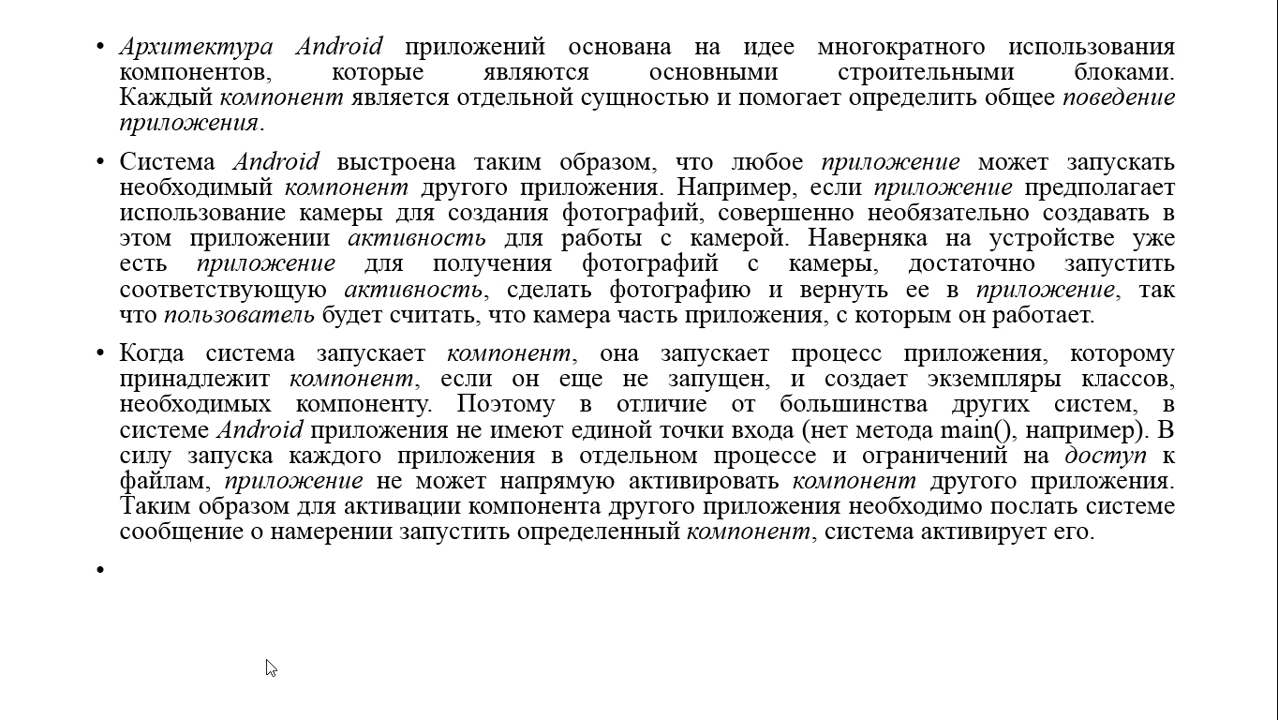 • Архитектура Android приложений основана на идее многократного использования
компонентов, которые являются основными строительными блоками.
Каждый компонент является отдельной сущностью и помогает определить общее поведение
приложения.
• Система Android выстроена таким образом, что любое приложение может запускать
необходимый компонент другого приложения. Например, если приложение предполагает
использование камеры для создания фотографий, совершенно необязательно создавать в
этом приложении активность для работы с камерой. Наверняка на устройстве уже
есть приложение для получения фотографий с камеры, достаточно запустить
соответствующую активность, сделать фотографию и вернуть ее в приложение, так
что пользователь будет считать, что камера часть приложения, с которым он работает.
• Когда система запускает компонент, она запускает процесс приложения, которому
принадлежит компонент, если он еще не запущен, и создает экземпляры классов,
необходимых компоненту. Поэтому в отличие от большинства других систем, в
системе Android приложения не имеют единой точки входа (нет метода main(), например). В
силу запуска каждого приложения в отдельном процессе и ограничений на доступ к
файлам, приложение не может напрямую активировать компонент другого приложения.
Таким образом для активации компонента другого приложения необходимо послать системе
сообщение о намерении запустить определенный компонент, система активирует его.
•